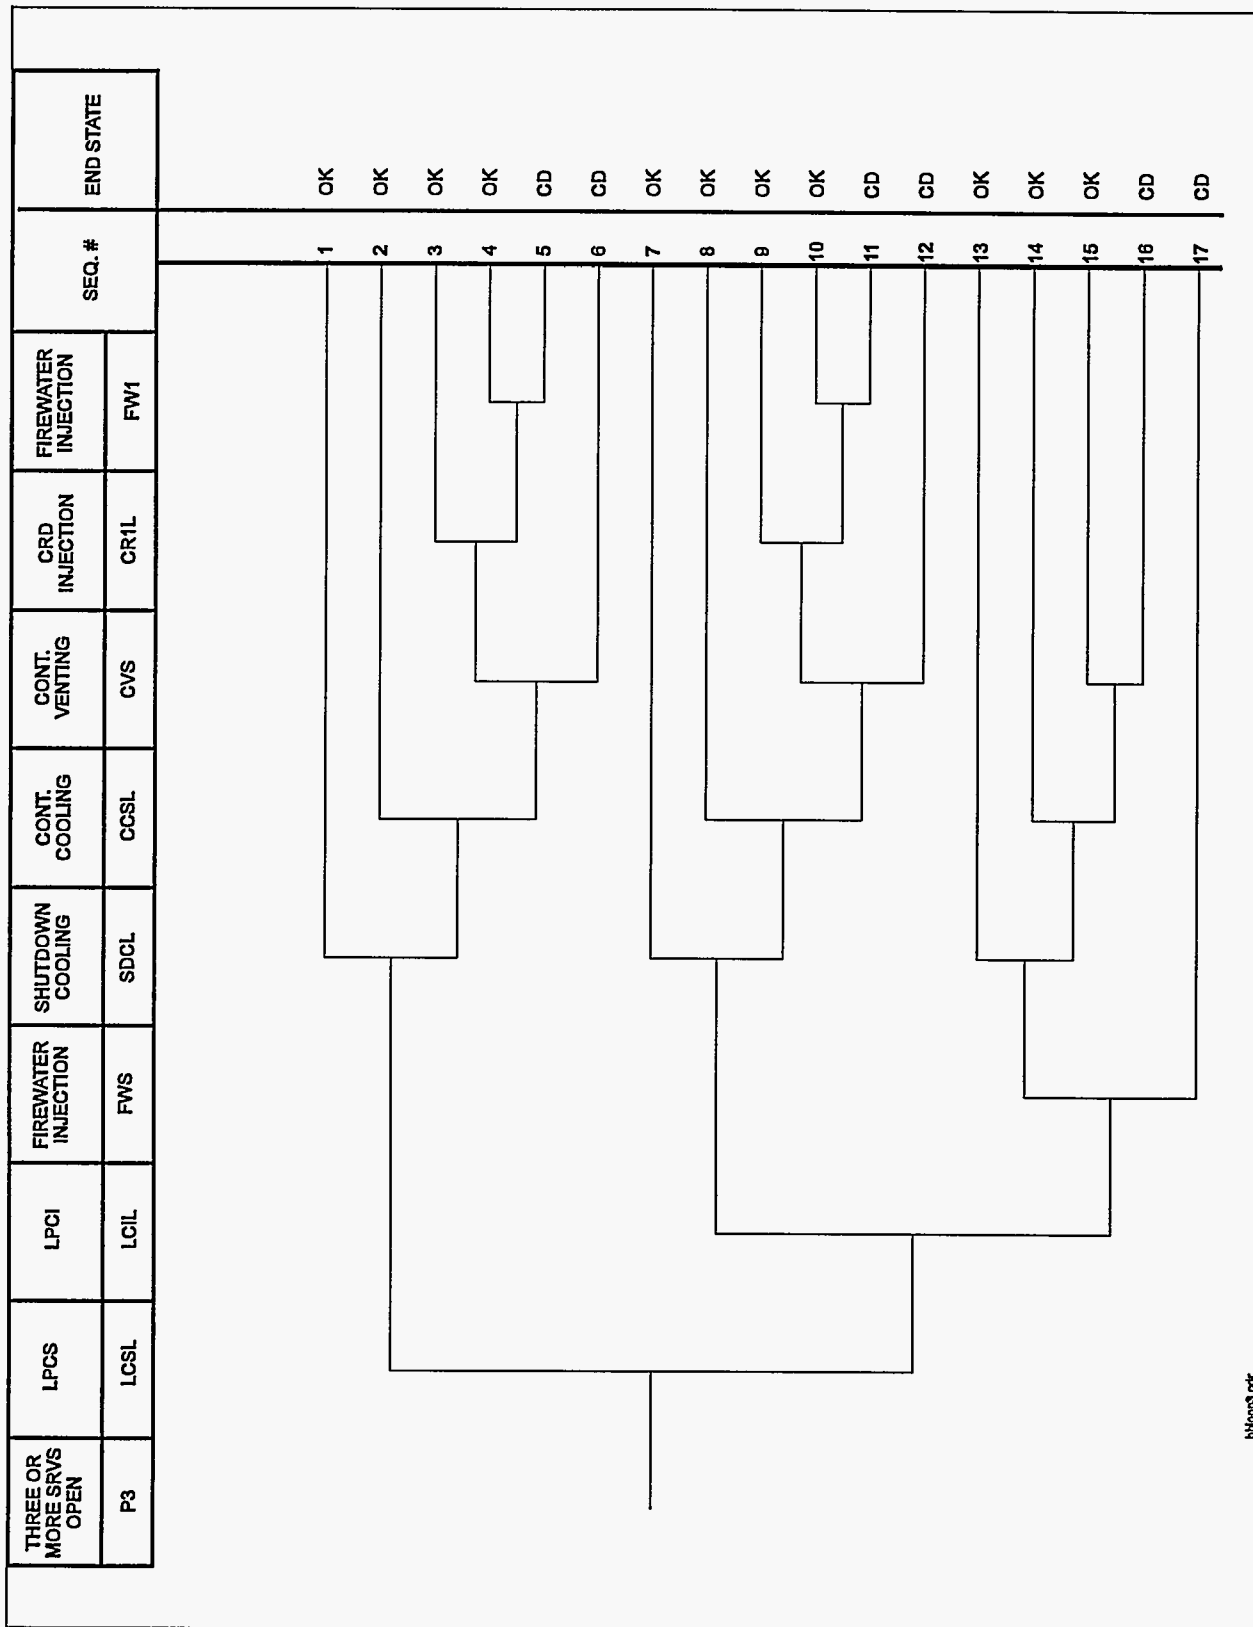 THREE OR
MORE SRVS
OPEN
LPCS
LPCI
FIREWATER
INJECTION
SHUTDOWN
COOLING
CONT.
COOLING
CONT.
VENTING
CRD
INJECTION
FIREWATER
INJECTION
SEQ. #
END STATE
P3
LCSL
LCIL
FWS
SDCL
CCSL
CVS
CR1L
FW1
1 OK
2 OK
3 OK
4 OK
5 CD
6 CD
7 OK
8 OK
9 OK
10 OK
11 CD
12 CD
13 OK
14 OK
15 OK
16 CD
17 CD